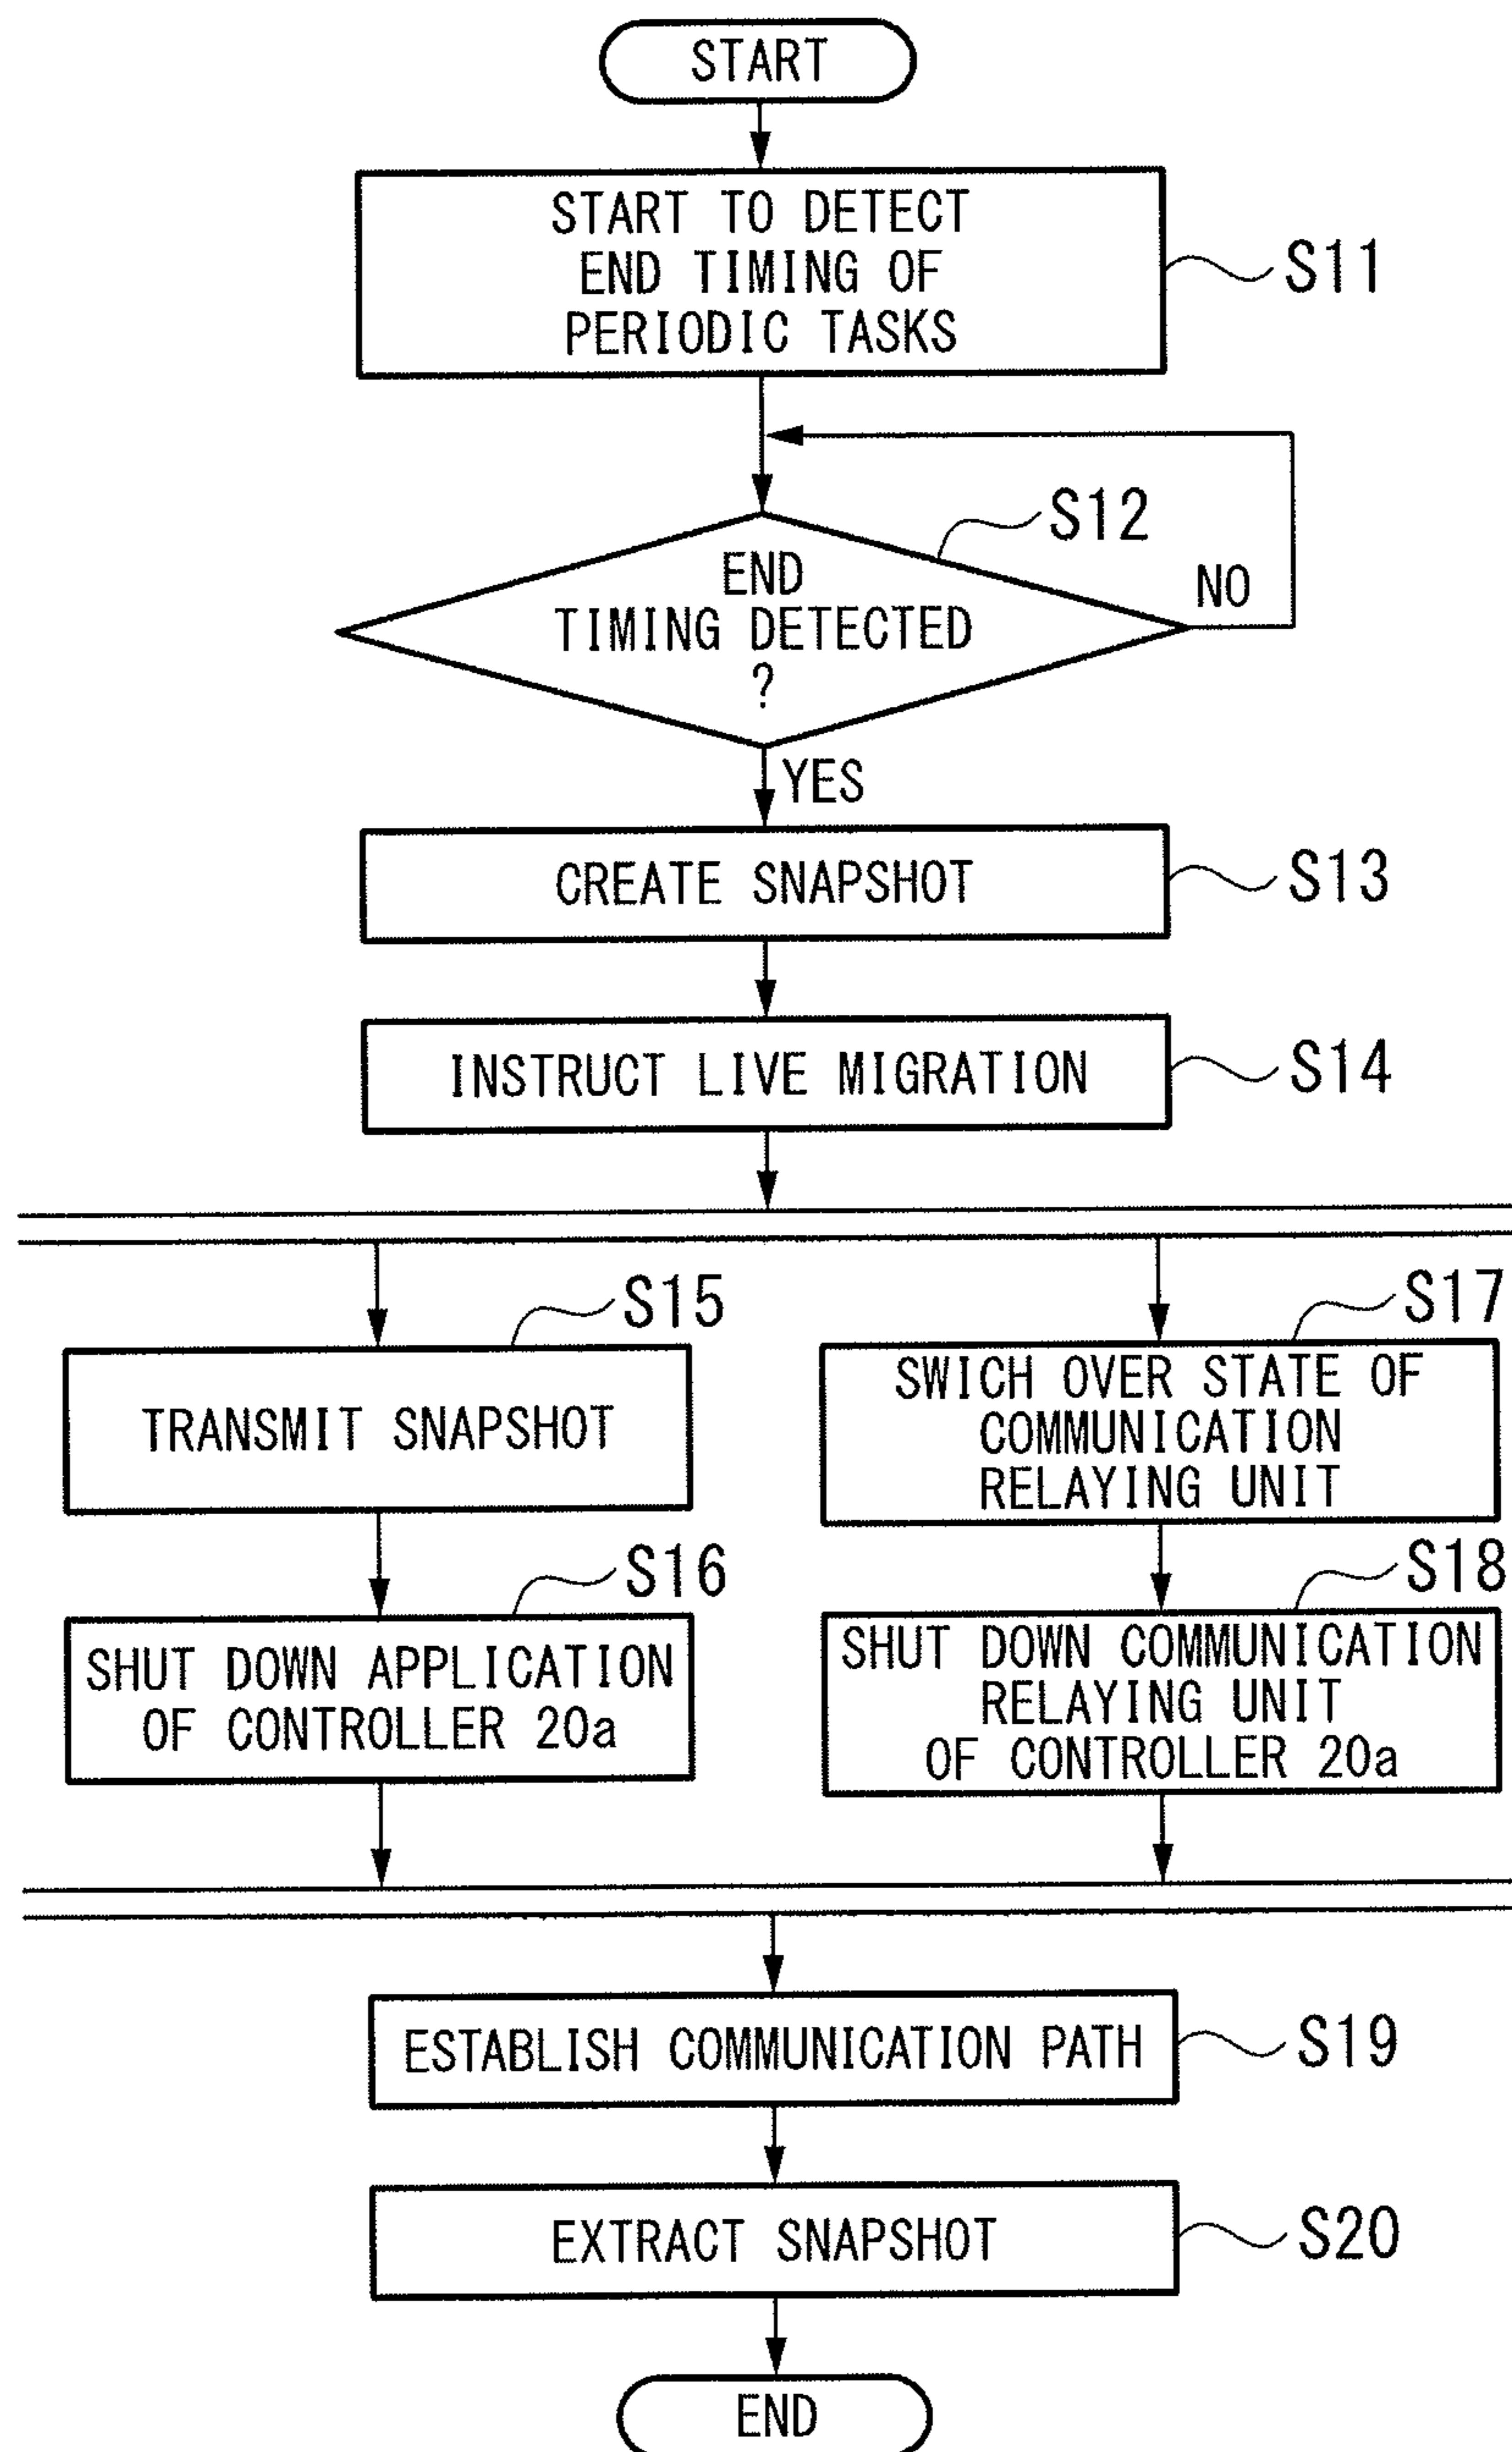 START
START TO DETECT
END TIMING OF
PERIODIC TASKS
S11
S12
END
TIMING DETECTED
?
NO
YES
CREATE SNAPSHOT
S13
INSTRUCT LIVE MIGRATION
S14
S15
TRANSMIT SNAPSHOT
S16
SHUT DOWN APPLICATION
OF CONTROLLER 20a
S17
SWICH OVER STATE OF
COMMUNICATION
RELAYING UNIT
S18
SHUT DOWN COMMUNICATION
RELAYING UNIT
OF CONTROLLER 20a
ESTABLISH COMMUNICATION PATH
S19
EXTRACT SNAPSHOT
S20
END